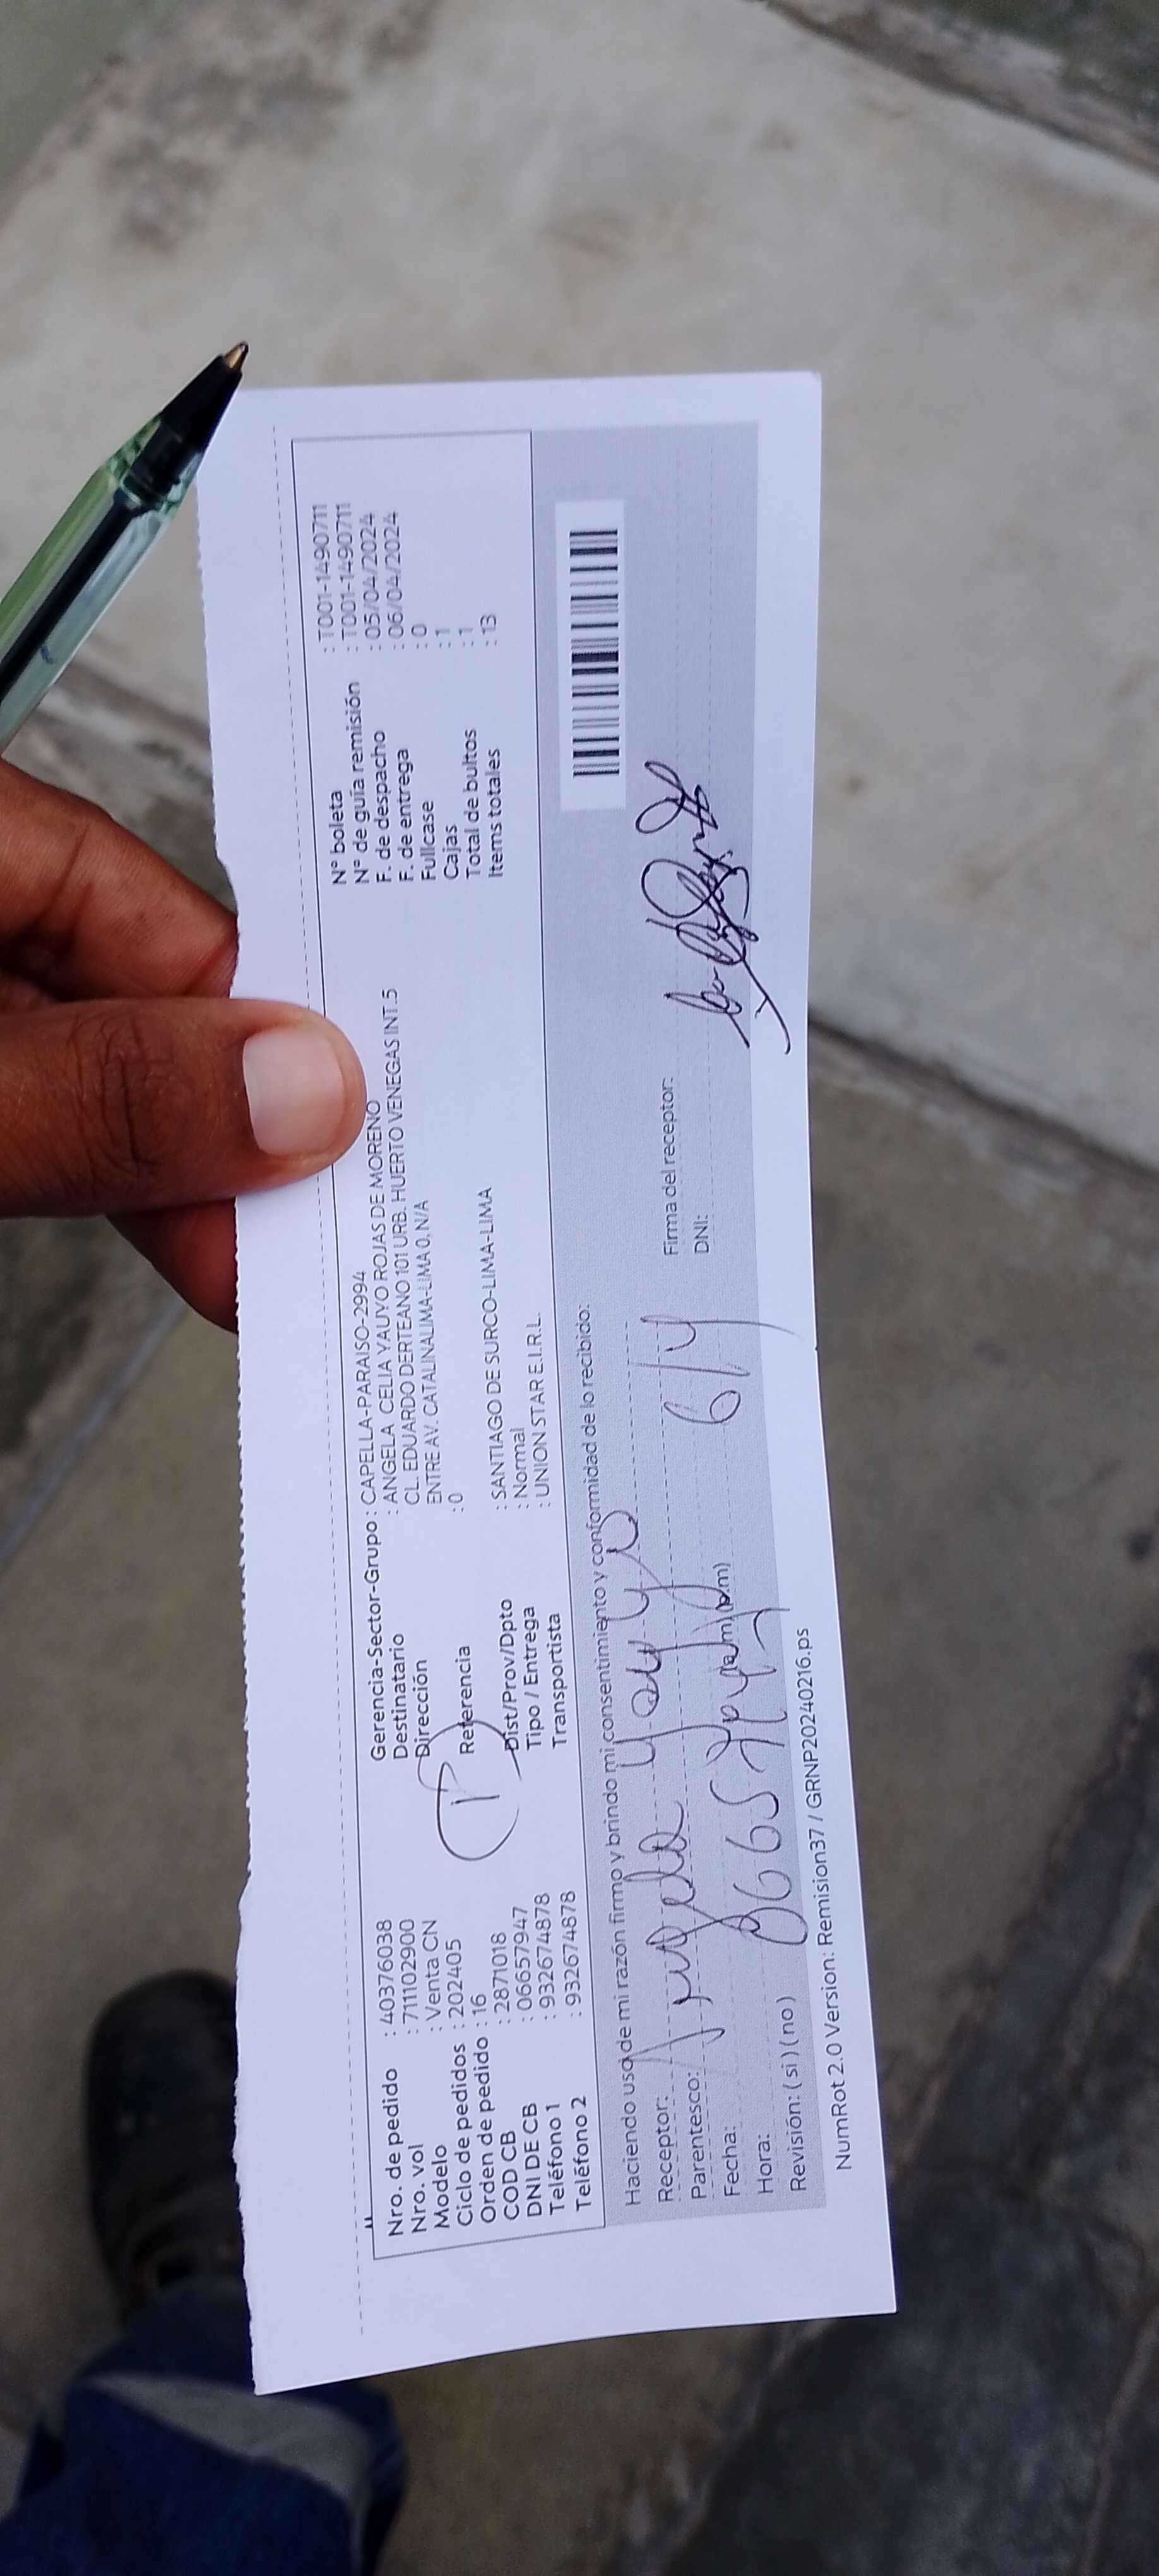 Nro. de pedido : 40376038
Nro. vol : 711102900
Modelo : Venta CN
Ciclo de pedidos : 202405
Orden de pedido : 16
COD CB : 2871018
DNI DE CB : 06657947
Teléfono 1 : 932674878
Teléfono 2 : 932674878
Gerencia-Sector-Grupo : CAPELLA-PARAISO-2994
Destinatario : ANGELA CELIA YAUYO ROJAS DE MORENO
Dirección CL. EDUARDO DERTEANO 101 URB. HUERTO VENEGAS INT.5
ENTRE AV. CATALINALIMA-LIMA 0, N/A
Referencia : 0
Dist/Prov/Dpto : SANTIAGO DE SURCO-LIMA-LIMA
Tipo / Entrega : Normal
Transportista : UNION STAR E.I.R.L.
N° boleta : T001-1490711
N° de guía remisión : T001-1490711
F. de despacho : 05/04/2024
F. de entrega : 06/04/2024
Fullcase : 0
Cajas : 1
Total de bultos : 1
Items totales : 13
Haciendo uso de mi razón firmo y brindo mi consentimiento y conformidad de lo recibido:
Receptor: Angela Yauyo
Parentesco:
Fecha: 6/4
Hora: (a.m) (p.m)
Revisión: (si) (no)
Firma del receptor:
DNI:
NumRot 2.0 Version: Remision37 / GRNP20240216.ps